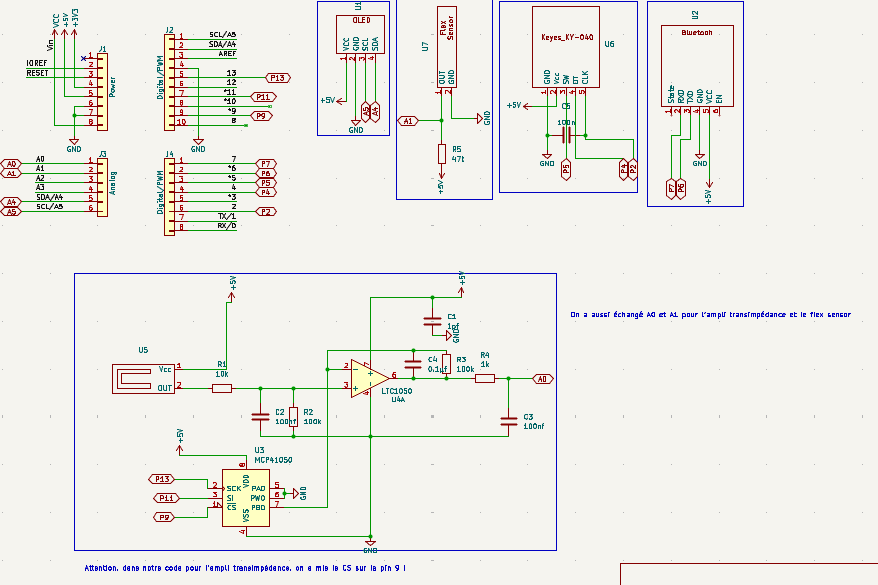 VCC
+5V
+3V3
Vin
J1
IOREF
RESET
Power
1
2
3
4
5
6
7
8
GND
J2
Digital/PWM
1
2
3
4
5
6
7
8
9
10
SCL/A5
SDA/A4
AREF
13
12
*11
*10
*9
8
P13
P11
P9
GND
J3
Analog
A0
A1
A4
A5
A0
A1
A2
A3
SDA/A4
SCL/A5
1
2
3
4
5
6
J4
Digital/PWM
1
2
3
4
5
6
7
8
7
*6
*5
4
*3
2
TX/1
RX/0
P7
P6
P5
P4
P2
U1
OLED
VCC
GND
SCL
SDA
1
2
3
4
+5V
GND
A5
A4
U7
Flex Sensor
OUT
GND
1
2
A1
GND
R5
+5V
Keyes_KY-040
U6
GND
Vcc
SW
DT
CLK
1
2
3
4
5
+5V
100n
GND
P5
P4
P2
U2
Bluetooh
State
RXD
TXD
GND
VCC
EN
1
2
3
4
5
6
P7
P6
GND
+5V
+5V
U5
Vcc
OUT
1
2
R1
10k
C2
100nf
R2
100k
+5V
C1
GND
2
3
6
7
4
LTC1050
U4A
C4
0.1µf
R3
100k
R4
1k
A0
C3
100nf
+5V
U3
MCP41050
P13
P11
P9
2
3
1
SCK
SI
CS
VDD
8
VSS
4
PA0
PW0
PB0
5
6
7
GND
GND
On a aussi échangé A0 et A1 pour l'ampli transimpédance et le flex sensor
Attention, dans notre code pour l'ampli transimpédance, on a mis le CS sur le pin 9 !